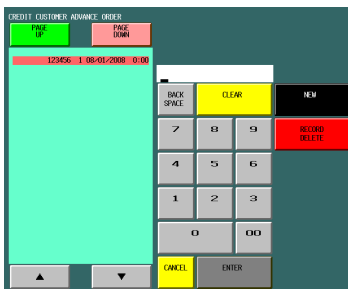 CREDIT CUSTOMER ADVANCE ORDER
PAGE UP
PAGE DOWN
123456 1 08/01/2008 0:00
BACK SPACE
CLEAR
NEW
7 8 9
RECORD DELETE
4 5 6
1 2 3
0 00
CANCEL
ENTER